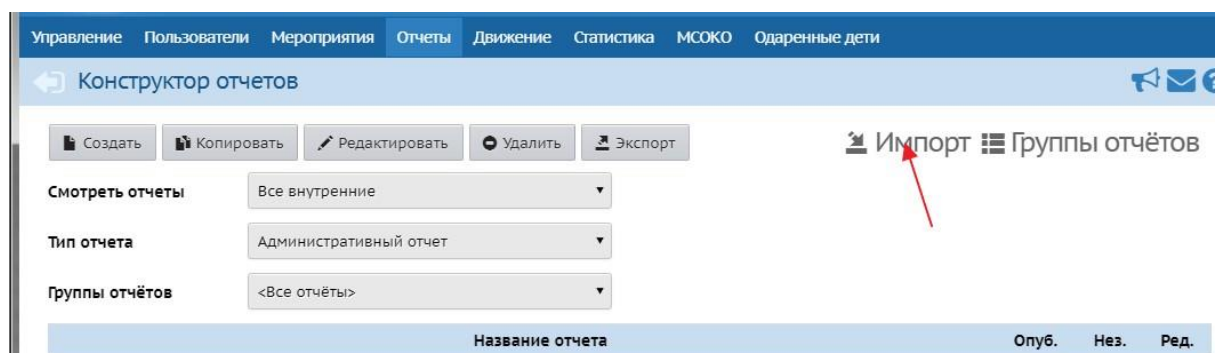 Управление Пользователи Мероприятия Отчеты Движение Статистика МСОКО Одаренные дети
Конструктор отчетов
Создать Копировать Редактировать Удалить Экспорт Импорт Группы отчётов
Смотреть отчеты Все внутренние
Тип отчета Административный отчет
Группы отчётов <Все отчёты>
Название отчета Опуб. Нез. Ред.